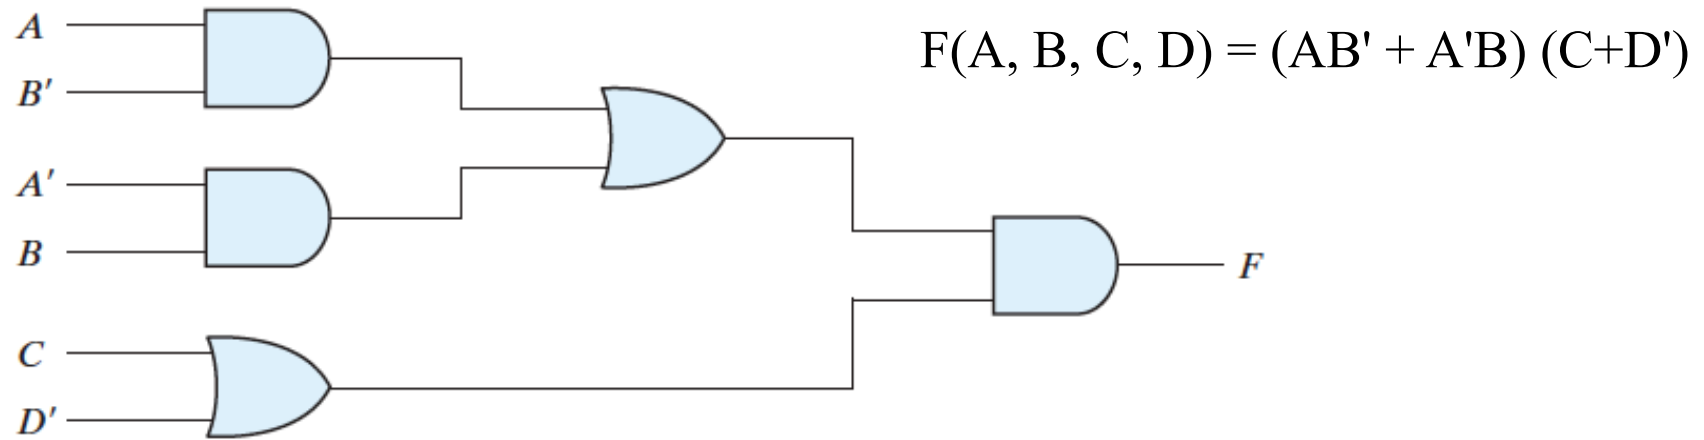 A
F(A, B, C, D) = (AB' + A'B) (C+D')
B'
A'
B
F
C
D'